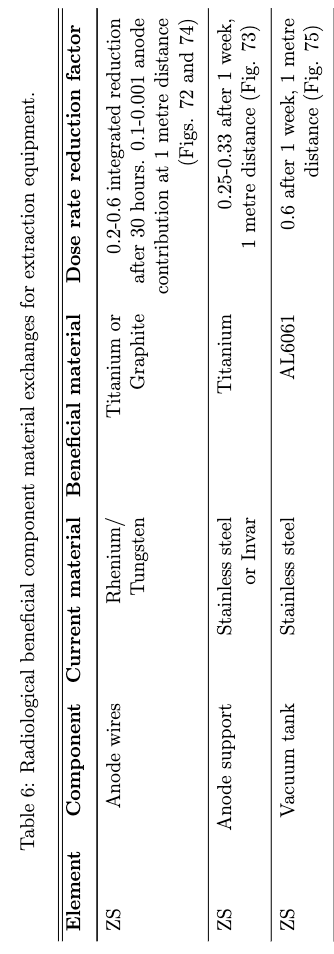 Table 6: Radiological beneficial component material exchanges for extraction equipment.
Element Component Current material Beneficial material Dose rate reduction factor
ZS Anode wires Rhenium/ Titanium or 0.2-0.6 integrated reduction
Tungsten Graphite after 30 hours. 0.1-0.001 anode
contribution at 1 metre distance
(Figs. 72 and 74)
ZS Anode support Stainless steel Titanium 0.25-0.33 after 1 week,
or Invar 1 metre distance (Fig. 73)
ZS Vacuum tank Stainless steel AL6061 0.6 after 1 week, 1 metre
distance (Fig. 75)